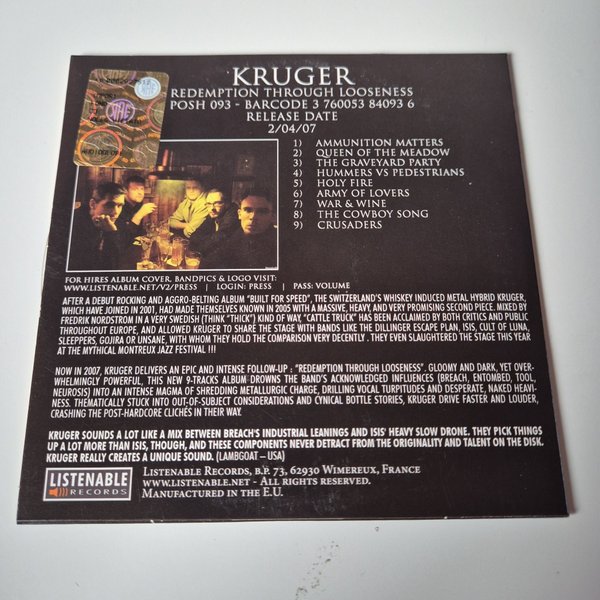 KRUGER
REDEMPTION THROUGH LOOSENESS
POSH 093 - BARCODE 3 760053 84093 6
RELEASE DATE
2/04/07
1) AMMUNITION MATTERS
2) QUEEN OF THE MEADOW
3) THE GRAVEYARD PARTY
4) HUMMERS VS PEDESTRIANS
5) HOLY FIRE
6) ARMY OF LOVERS
7) WAR & WINE
8) THE COWBOY SONG
9) CRUSADERS
FOR HIRES ALBUM COVER, BANDPICS & LOGO VISIT:
WWW.LISTENABLE.NET/V2/PRESS | LOGIN: PRESS | PASS: VOLUME
AFTER A DEBUT ROCKING AND AGGRO-BELTING ALBUM "BUILT FOR SPEED", THE SWITZERLAND'S WHISKEY INDUCED METAL HYBRID KRUGER,
WHICH HAVE JOINED IN 2001, HAD MADE THEMSELVES KNOWN IN 2005 WITH A MASSIVE, HEAVY, AND VERY PROMISING SECOND PIECE. MIXED BY
FREDRIK NORDSTROM IN A VERY SWEDISH (THINK "THICK") KIND OF WAY, "CATTLE TRUCK" HAS BEEN ACCLAIMED BY BOTH CRITICS AND PUBLIC
THROUGHOUT EUROPE, AND ALLOWED KRUGER TO SHARE THE STAGE WITH BANDS LIKE THE DILLINGER ESCAPE PLAN, ISIS, CULT OF LUNA,
SLEEPPERS, GOJIRA OR UNSANE, WITH WHOM THEY HOLD THE COMPARISON VERY DECENTLY . THEY EVEN SLAUGHTERED THE STAGE THIS YEAR
AT THE MYTHICAL MONTREUX JAZZ FESTIVAL !!!
NOW IN 2007, KRUGER DELIVERS AN EPIC AND INTENSE FOLLOW-UP : "REDEMPTION THROUGH LOOSENESS". GLOOMY AND DARK, YET OVER-
WHELMINGLY POWERFUL, THIS NEW 9-TRACKS ALBUM DROWNS THE BAND'S ACKNOWLEDGED INFLUENCES (BREACH, ENTOMBED, TOOL,
NEUROSIS) INTO AN INTENSE MAGMA OF SHREDDING METALLURGIC CHARGE, DRILLING VOCAL TURPITUDES AND DESPERATE, NAKED HEAVI-
NESS. THEMATICALLY STUCK INTO OUT-OF-SUBJECT CONSIDERATIONS AND CYNICAL BOTTLE STORIES, KRUGER DRIVE FASTER AND LOUDER,
CRASHING THE POST-HARDCORE CLICHÉS IN THEIR WAY.
KRUGER SOUNDS A LOT LIKE A MIX BETWEEN BREACH'S INDUSTRIAL LEANINGS AND ISIS' HEAVY SLOW DRONE. THEY PICK THINGS
UP A LOT MORE THAN ISIS, THOUGH, AND THESE COMPONENTS NEVER DETRACT FROM THE ORIGINALITY AND TALENT ON THE DISK.
KRUGER REALLY CREATES A UNIQUE SOUND. (LAMBGOAT – USA)
LISTENABLE
RECORDS
LISTENABLE RECORDS, B.P. 73, 62930 WIMEREUX, FRANCE
WWW.LISTENABLE.NET - ALL RIGHTS RESERVED.
MANUFACTURED IN THE E.U.